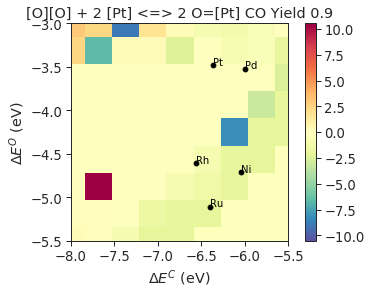 [O][O] + 2 [Pt] <=> 2 O=[Pt] CO Yield 0.9
−3.0
−3.5
−4.0
−4.5
−5.0
−5.5
ΔE^O (eV)
Pt
Pd
Rh
Ni
Ru
−8.0 −7.5 −7.0 −6.5 −6.0 −5.5
ΔE^C (eV)
10.0
7.5
5.0
2.5
0.0
−2.5
−5.0
−7.5
−10.0